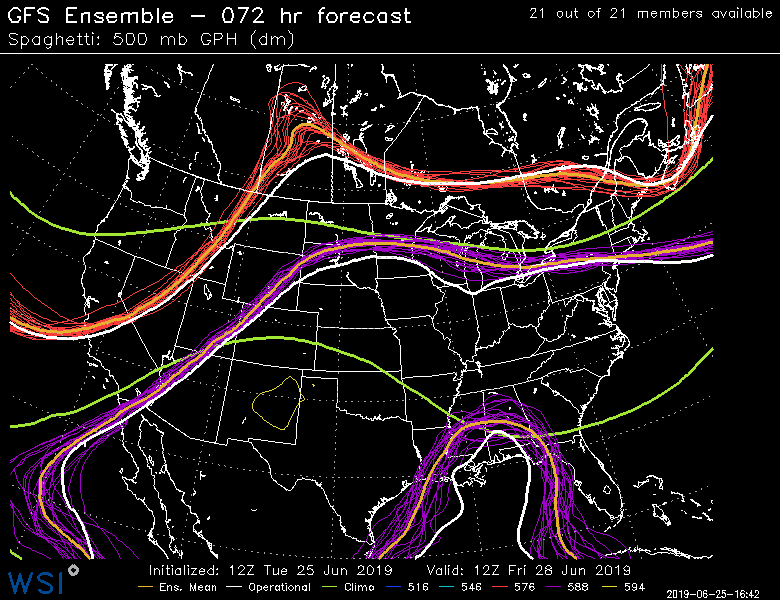 GFS Ensemble – 072 hr forecast
21 out of 21 members available
Spaghetti: 500 mb GPH (dm)
Initialized: 12Z Tue 25 Jun 2019 Valid: 12Z Fri 28 Jun 2019
WSI
Ens. Mean Operational Climo 516 546 576 588 594
2019-06-25-16:42